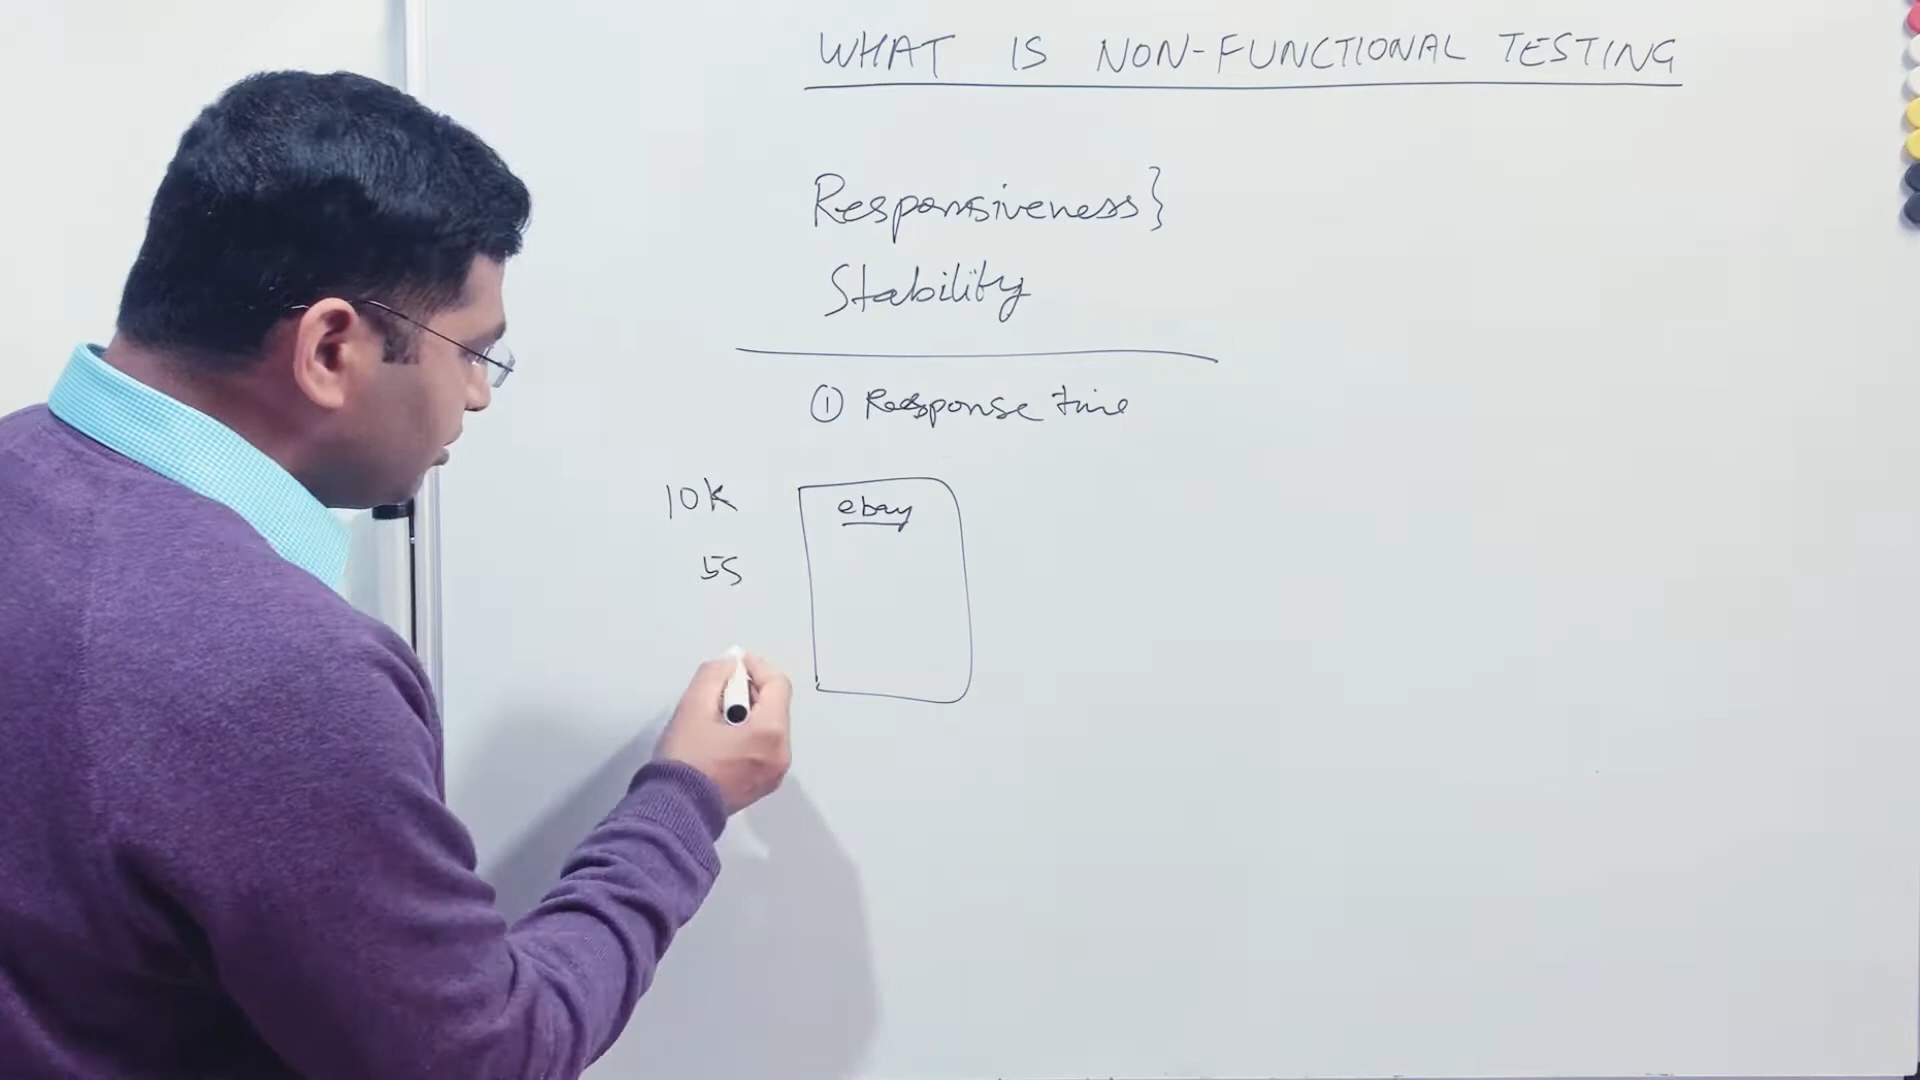 WHAT IS NON-FUNCTIONAL TESTING
Responsiveness}
Stability
① Response time
10K
ebay
5S